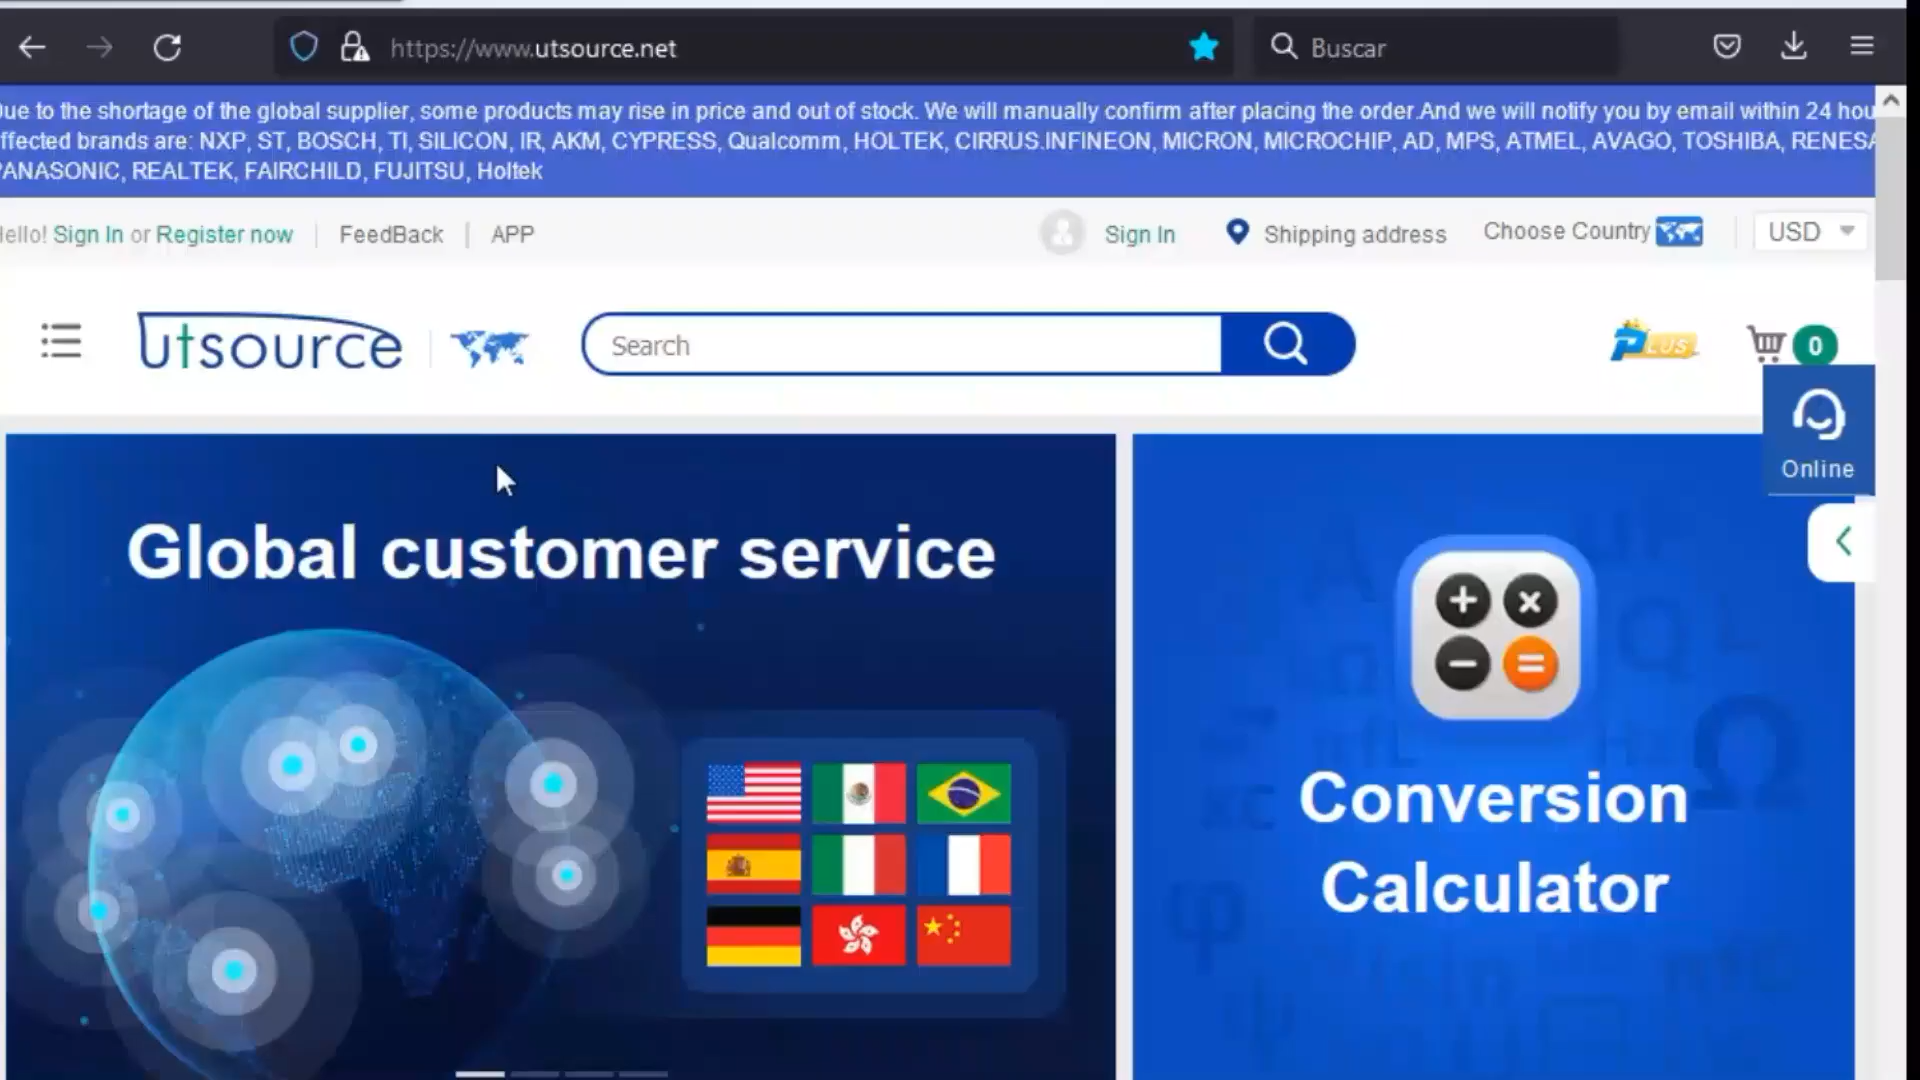 https://www.utsource.net
Buscar
ue to the shortage of the global supplier, some products may rise in price and out of stock. We will manually confirm after placing the order.And we will notify you by email within 24 hou
ffected brands are: NXP, ST, BOSCH, TI, SILICON, IR, AKM, CYPRESS, Qualcomm, HOLTEK, CIRRUS.INFINEON, MICRON, MICROCHIP, AD, MPS, ATMEL, AVAGO, TOSHIBA, RENESA
ANASONIC, REALTEK, FAIRCHILD, FUJITSU, Holtek
ello! Sign In or Register now | FeedBack | APP
Sign In Shipping address Choose Country USD
utsource
Search
PLUS
0
Online
Global customer service
Conversion
Calculator